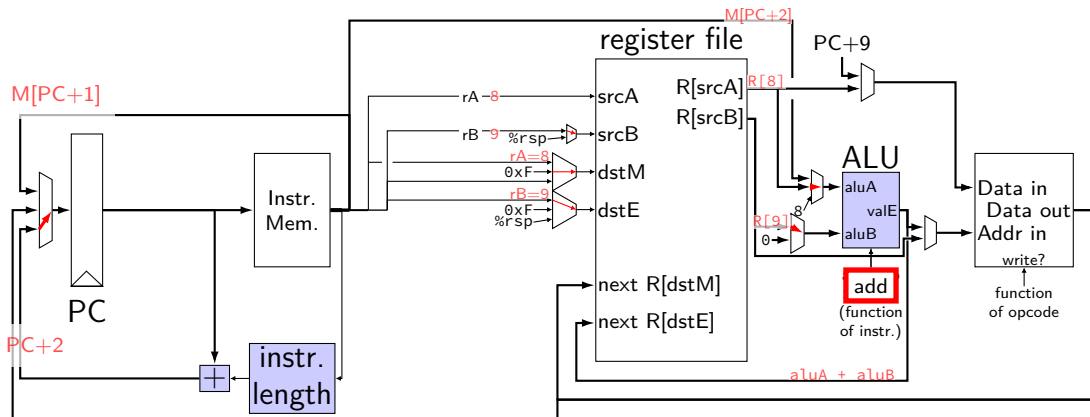 M[PC+2]
register file
PC+9
M[PC+1]
rA 8
srcA
R[srcA]
R[8]
R[srcB]
rB 9
%rsp
srcB
ALU
rA=8
0xF
dstM
Instr.
Mem.
rB=9
0xF
%rsp
dstE
8
aluA
valE
aluB
R[9]
0
Data in
Data out
Addr in
write?
function
of opcode
add
(function
of instr.)
PC
next R[dstM]
next R[dstE]
PC+2
+
instr.
length
aluA + aluB